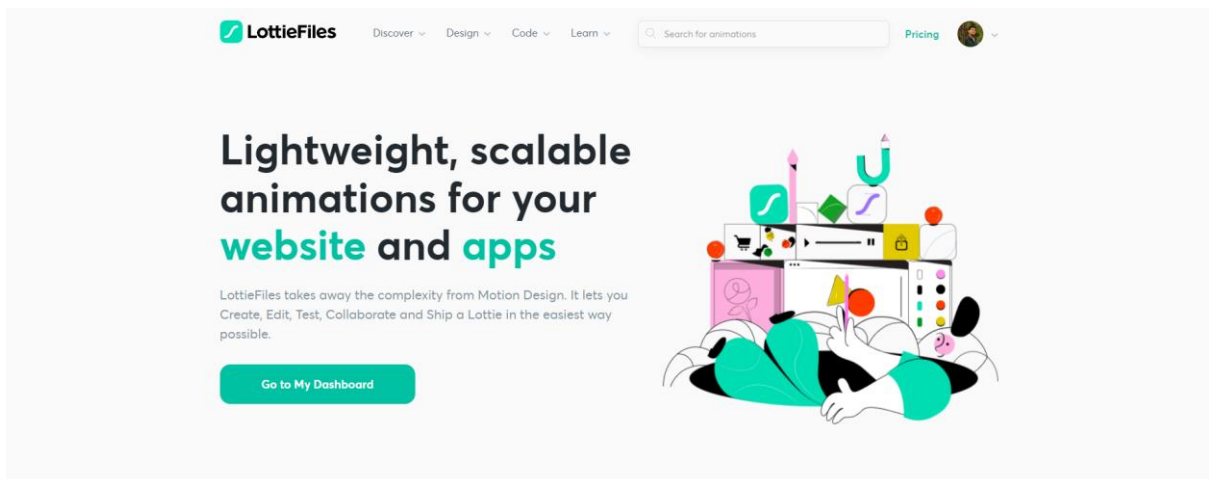 LottieFiles
Discover
Design
Code
Learn
Search for animations
Pricing
Lightweight, scalable
animations for your
website and apps
LottieFiles takes away the complexity from Motion Design. It lets you
Create, Edit, Test, Collaborate and Ship a Lottie in the easiest way
possible.
Go to My Dashboard